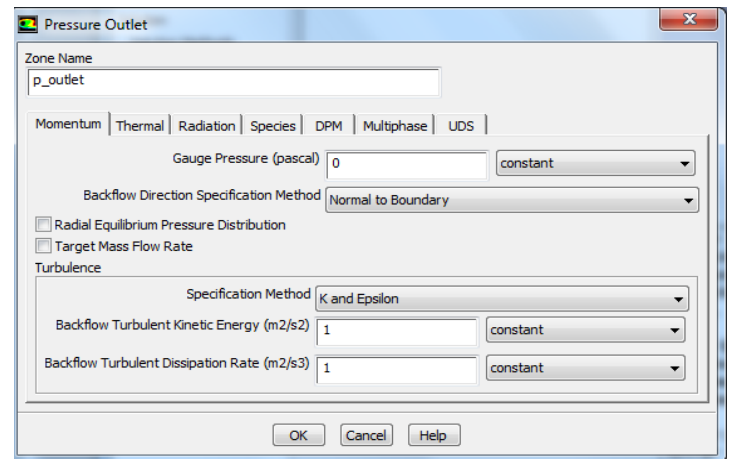 Pressure Outlet
Zone Name
p_outlet
Momentum Thermal Radiation Species DPM Multiphase UDS
Gauge Pressure (pascal) 0 constant
Backflow Direction Specification Method Normal to Boundary
Radial Equilibrium Pressure Distribution
Target Mass Flow Rate
Turbulence
Specification Method K and Epsilon
Backflow Turbulent Kinetic Energy (m2/s2) 1 constant
Backflow Turbulent Dissipation Rate (m2/s3) 1 constant
OK Cancel Help